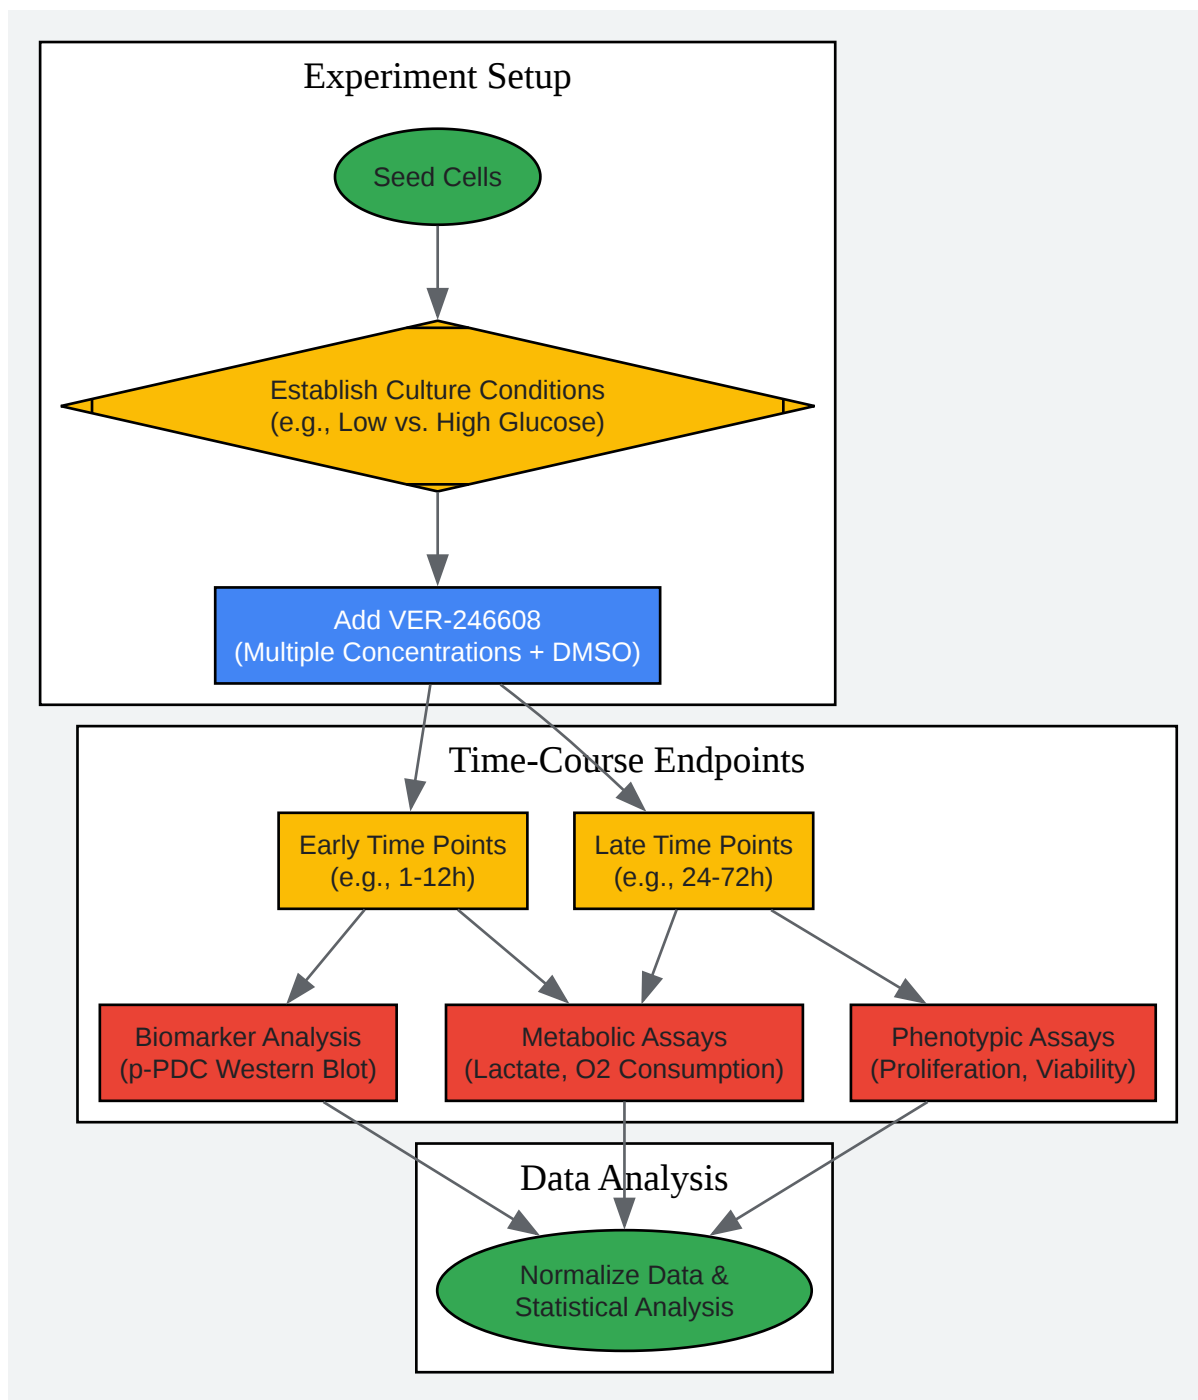 Experiment Setup
Seed Cells
Establish Culture Conditions
(e.g., Low vs. High Glucose)
Add VER-246608
(Multiple Concentrations + DMSO)
Time-Course Endpoints
Early Time Points
(e.g., 1-12h)
Late Time Points
(e.g., 24-72h)
Biomarker Analysis
(p-PDC Western Blot)
Metabolic Assays
(Lactate, O2 Consumption)
Phenotypic Assays
(Proliferation, Viability)
Data Analysis
Normalize Data &
Statistical Analysis